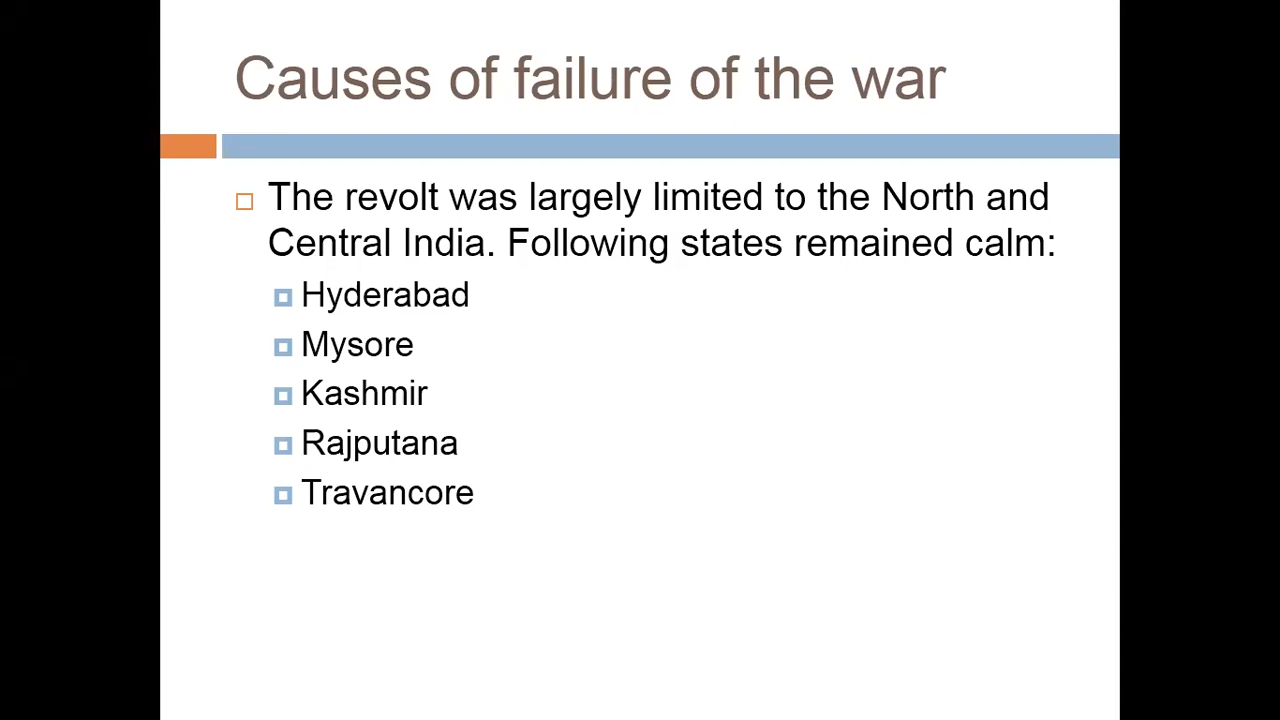 Causes of failure of the war
The revolt was largely limited to the North and
Central India. Following states remained calm:
Hyderabad
Mysore
Kashmir
Rajputana
Travancore